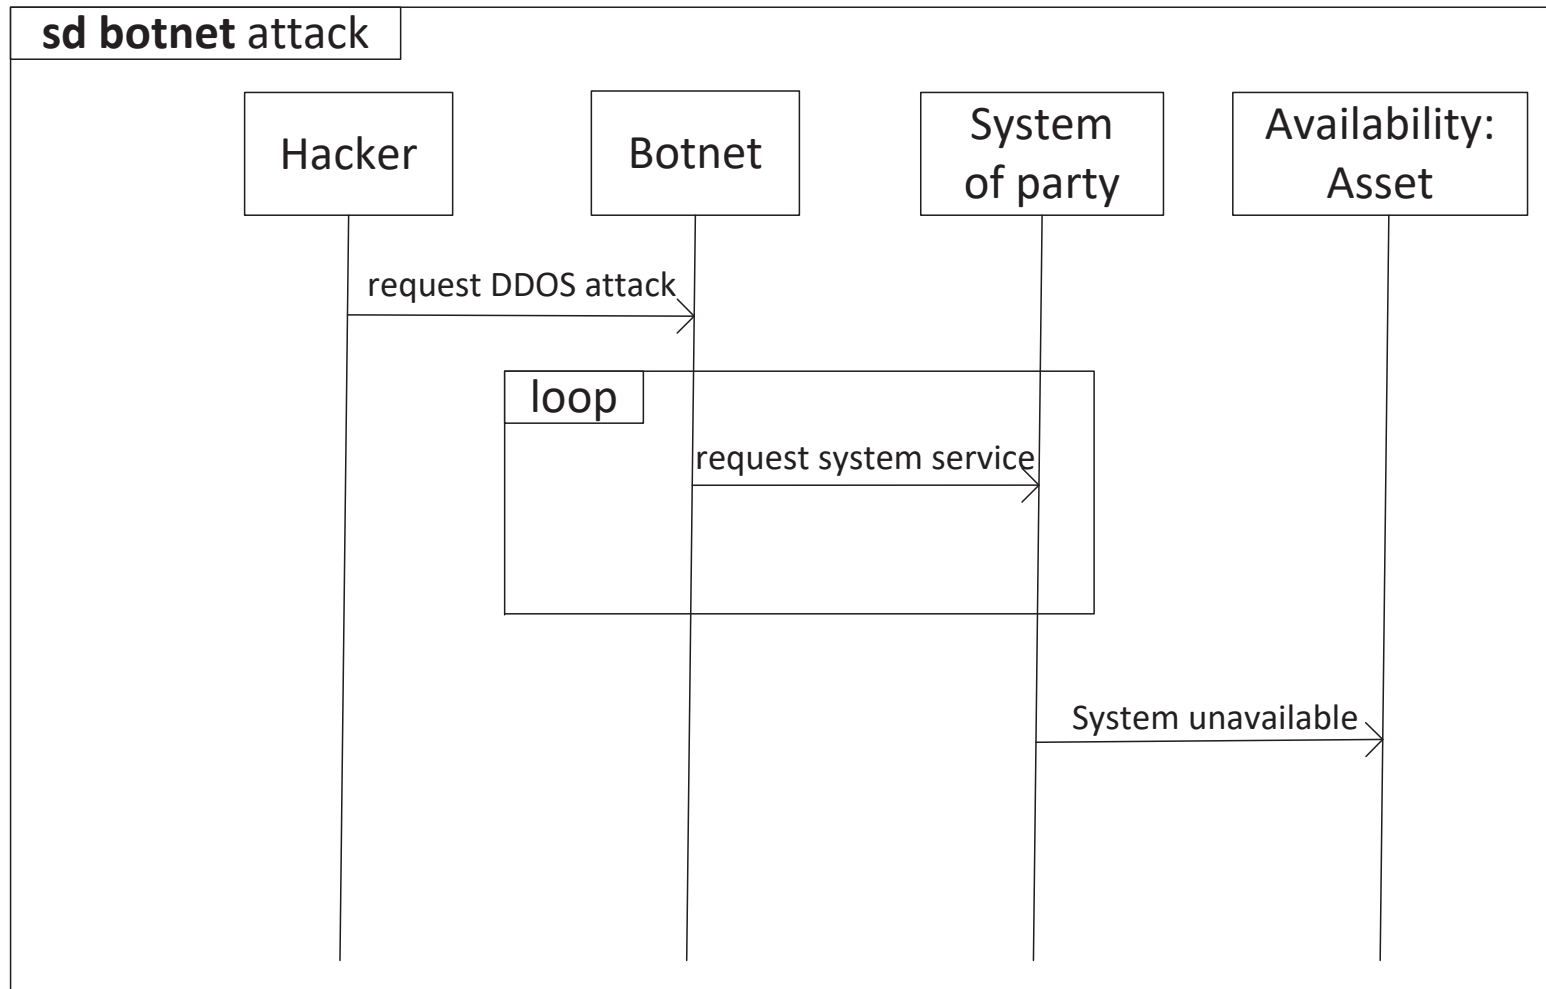 sd botnet attack
Hacker
Botnet
System
of party
Availability:
Asset
request DDOS attack
loop
request system service
System unavailable